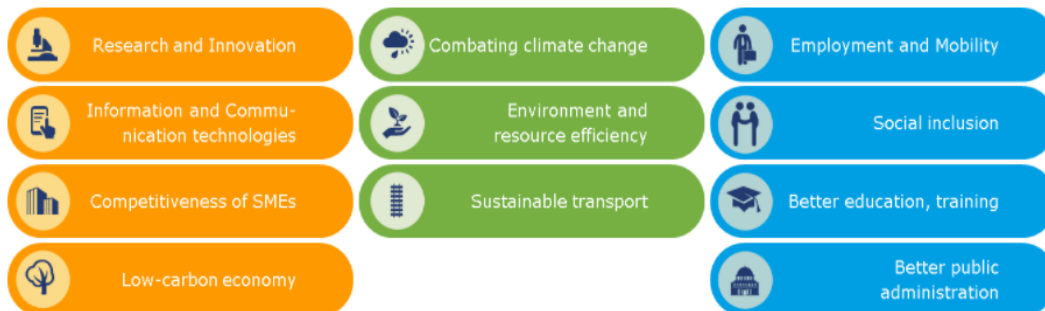 Research and Innovation
Information and Commu-
nication technologies
Competitiveness of SMEs
Low-carbon economy
Combating climate change
Environment and
resource efficiency
Sustainable transport
Employment and Mobility
Social inclusion
Better education, training
Better public
administration